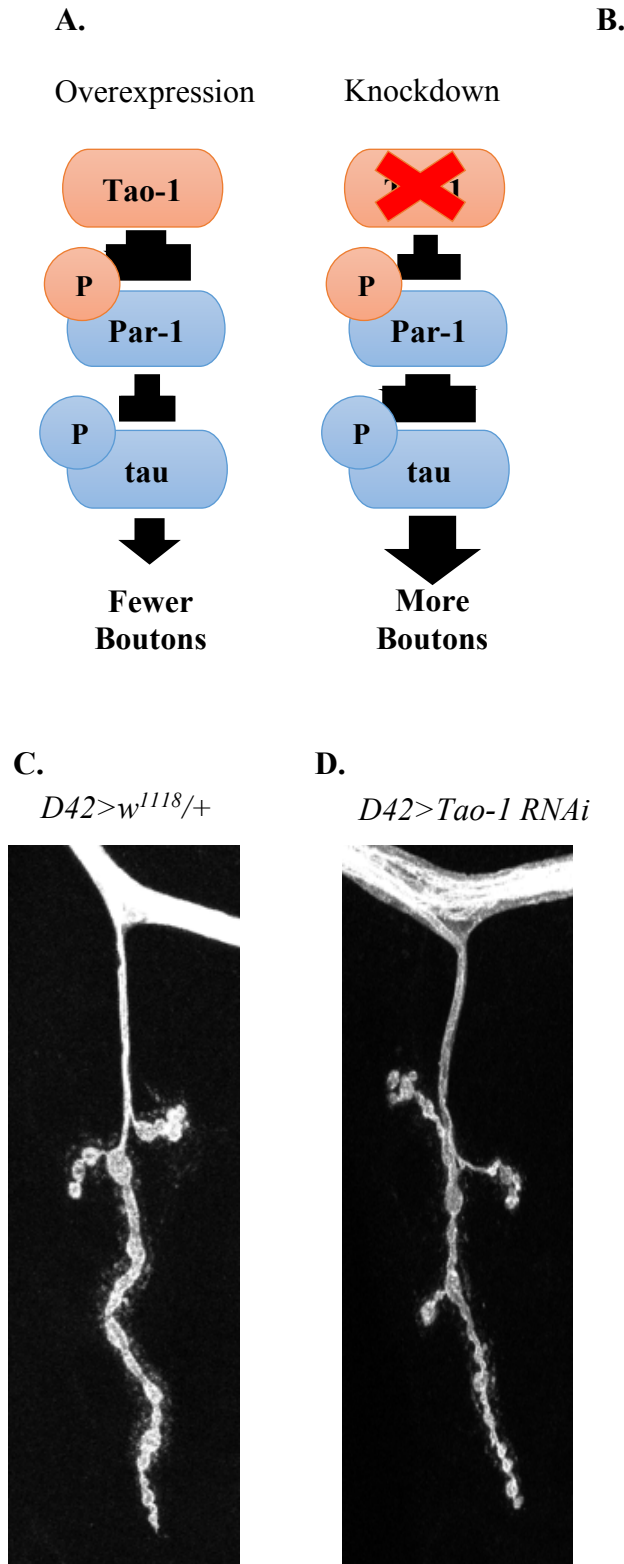 A.
B.
Overexpression
Knockdown
Tao-1
P
P
Par-1
Par-1
P
P
tau
tau
Fewer
Boutons
More
Boutons
C.
D.
D42>w1118/+
D42>Tao-1 RNAi